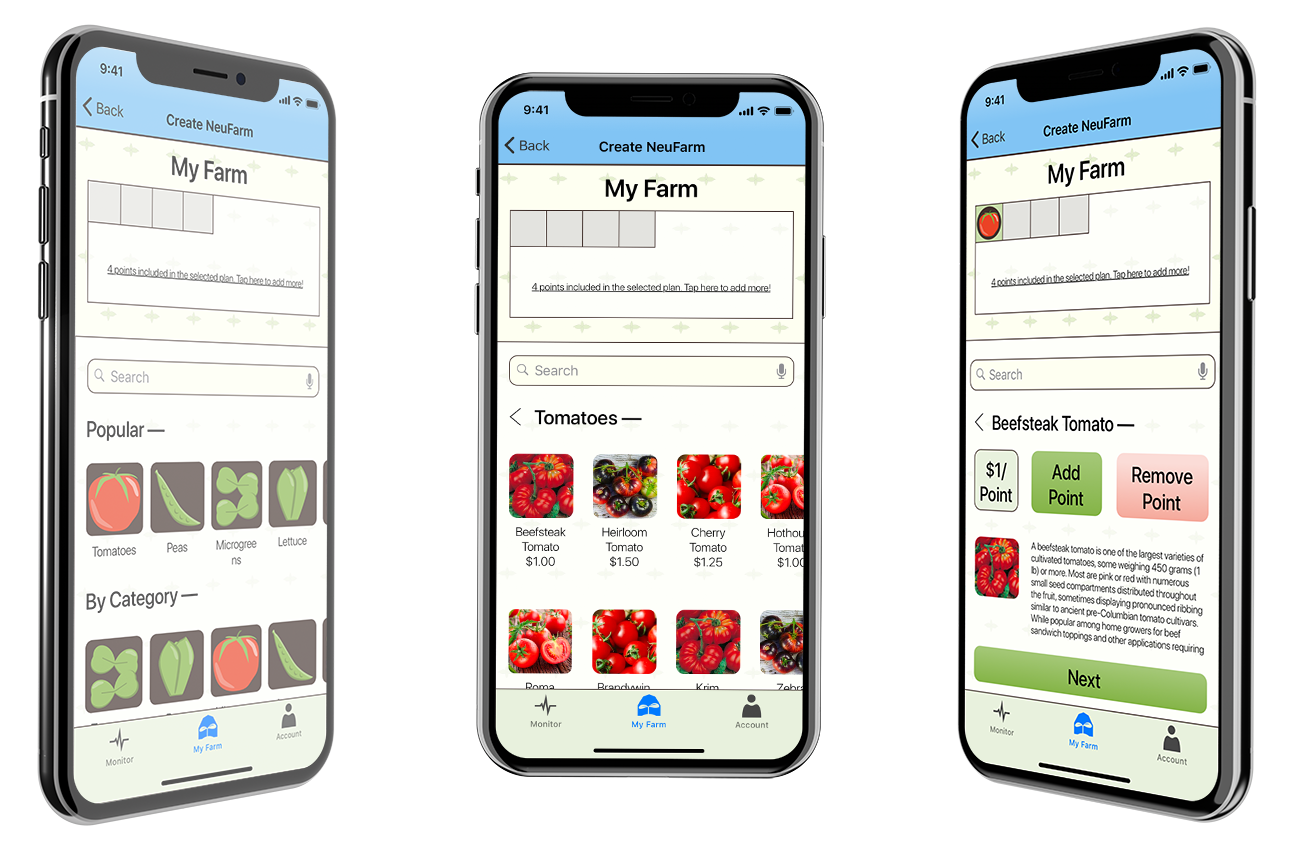 9:41
Back
Create NeuFarm
My Farm
4 points included in the selected plan. Tap here to add more!
Search
Popular —
Tomatoes
Peas
Microgree
ns
Lettuce
By Category —
Monitor
My Farm
Account
9:41
Back
Create NeuFarm
My Farm
4 points included in the selected plan. Tap here to add more!
Search
Tomatoes —
Beefsteak
Tomato
$1.00
Heirloom
Tomato
$1.50
Cherry
Tomato
$1.25
Hothou
Tomat
$1.00
Roma
Brandywin
Krim
Zebra
Monitor
My Farm
Account
9:41
Back
Create NeuFarm
My Farm
4 points included in the selected plan. Tap here to add more!
Search
Beefsteak Tomato —
$1/
Point
Add
Point
Remove
Point
A beefsteak tomato is one of the largest varieties of
cultivated tomatoes, some weighing 450 grams (1
lb) or more. Most are pink or red with numerous
small seed compartments distributed throughout
the fruit, sometimes displaying pronounced ribbing
similar to ancient pre-Columbian tomato cultivars.
While popular among home growers for beef
sandwich toppings and other applications requiring
Next
Monitor
My Farm
Account